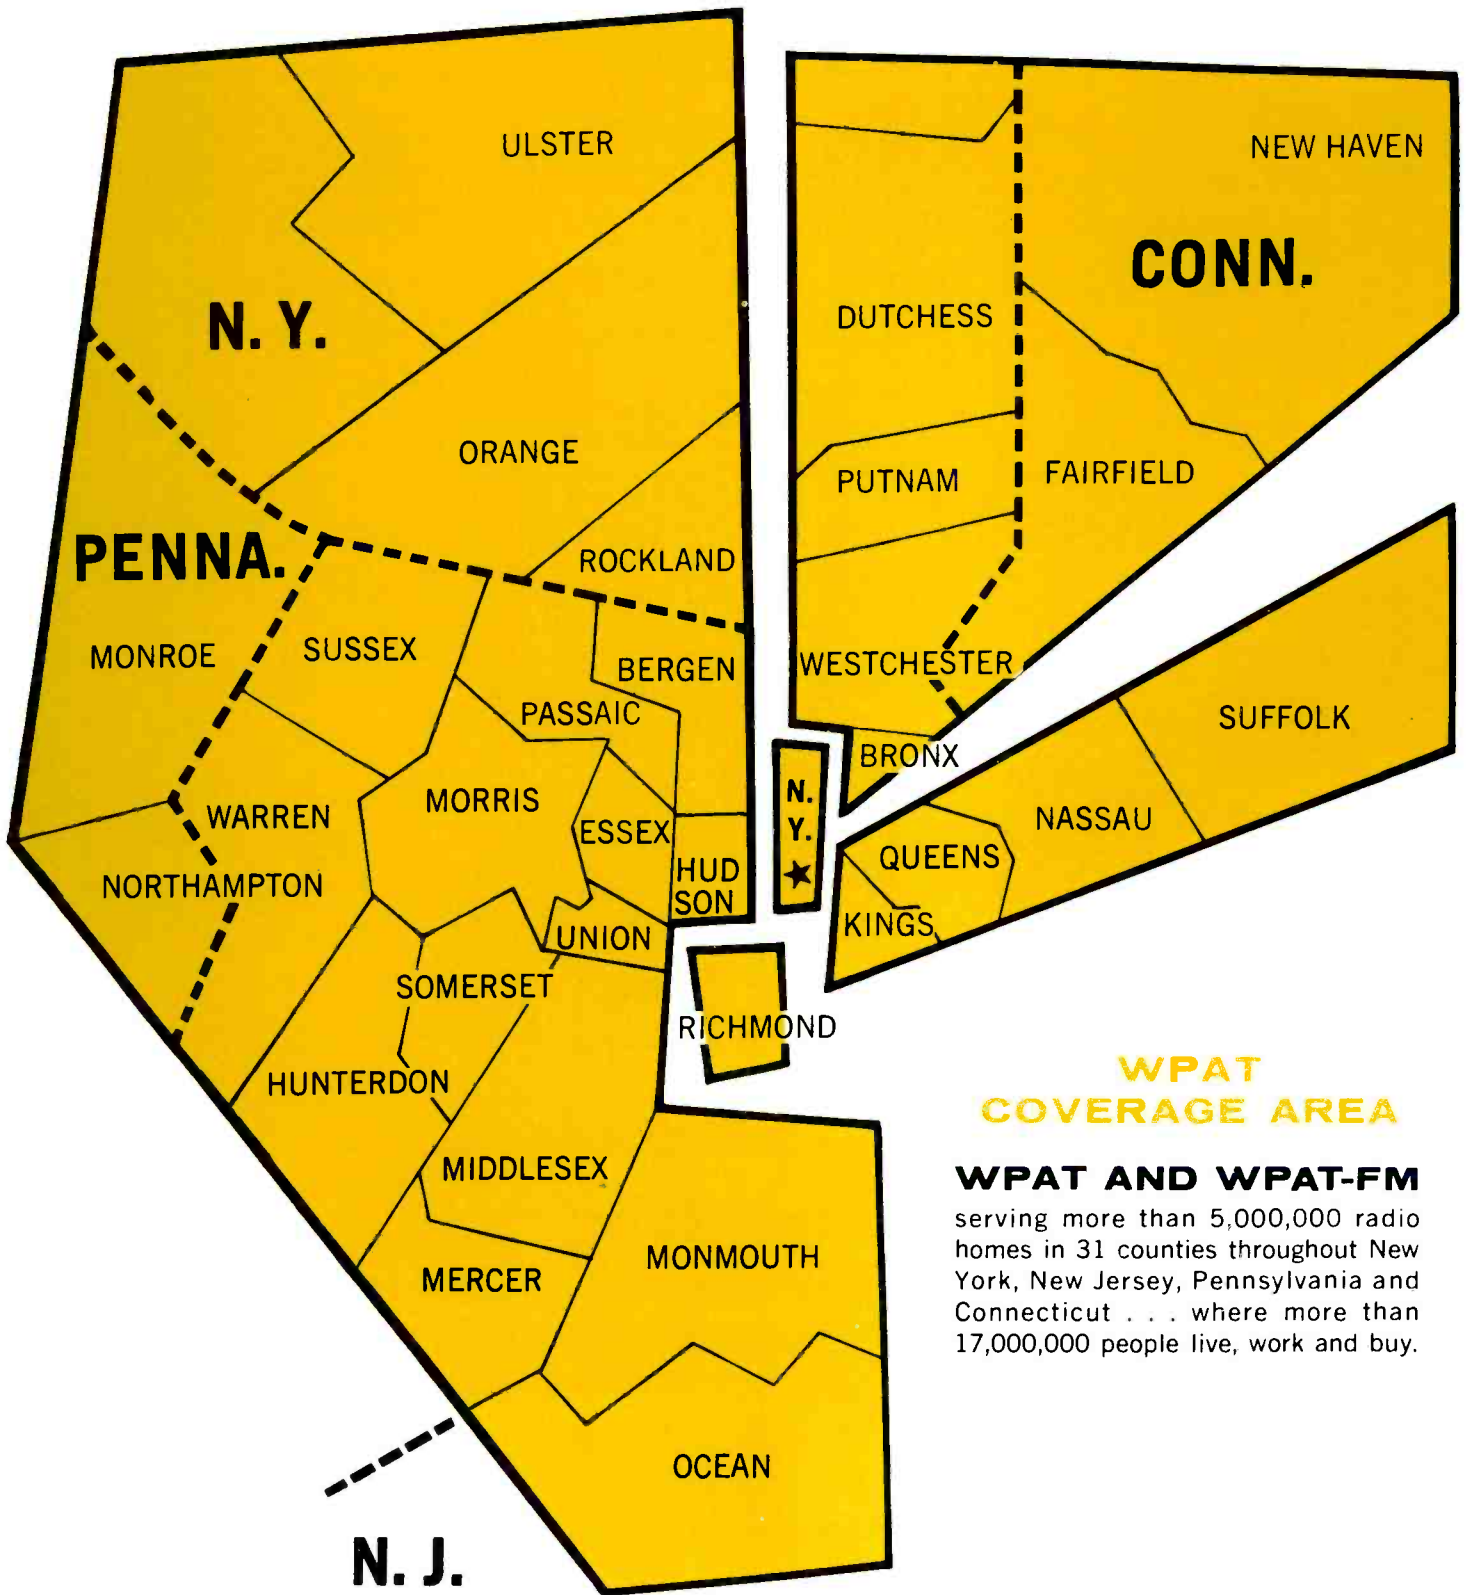 ULSTER
NEW HAVEN
CONN.
N. Y.
DUTCHESS
ORANGE
PUTNAM
FAIRFIELD
PENNA.
ROCKLAND
MONROE
SUSSEX
BERGEN
WESTCHESTER
PASSAIC
SUFFOLK
BRONX
WARREN
MORRIS
ESSEX
N.
Y.
NASSAU
QUEENS
NORTHAMPTON
HUD
SON
KINGS
UNION
SOMERSET
RICHMOND
HUNTERDON
MIDDLESEX
MERCER
MONMOUTH
OCEAN
N. J.
WPAT
COVERAGE AREA
WPAT AND WPAT-FM
serving more than 5,000,000 radio
homes in 31 counties throughout New
York, New Jersey, Pennsylvania and
Connecticut . . . where more than
17,000,000 people live, work and buy.